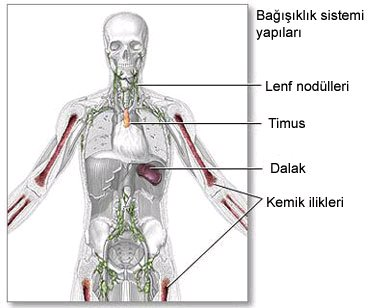 Bağışıklık sistemi
yapıları
Lenf nodülleri
Timus
Dalak
Kemik ilikleri